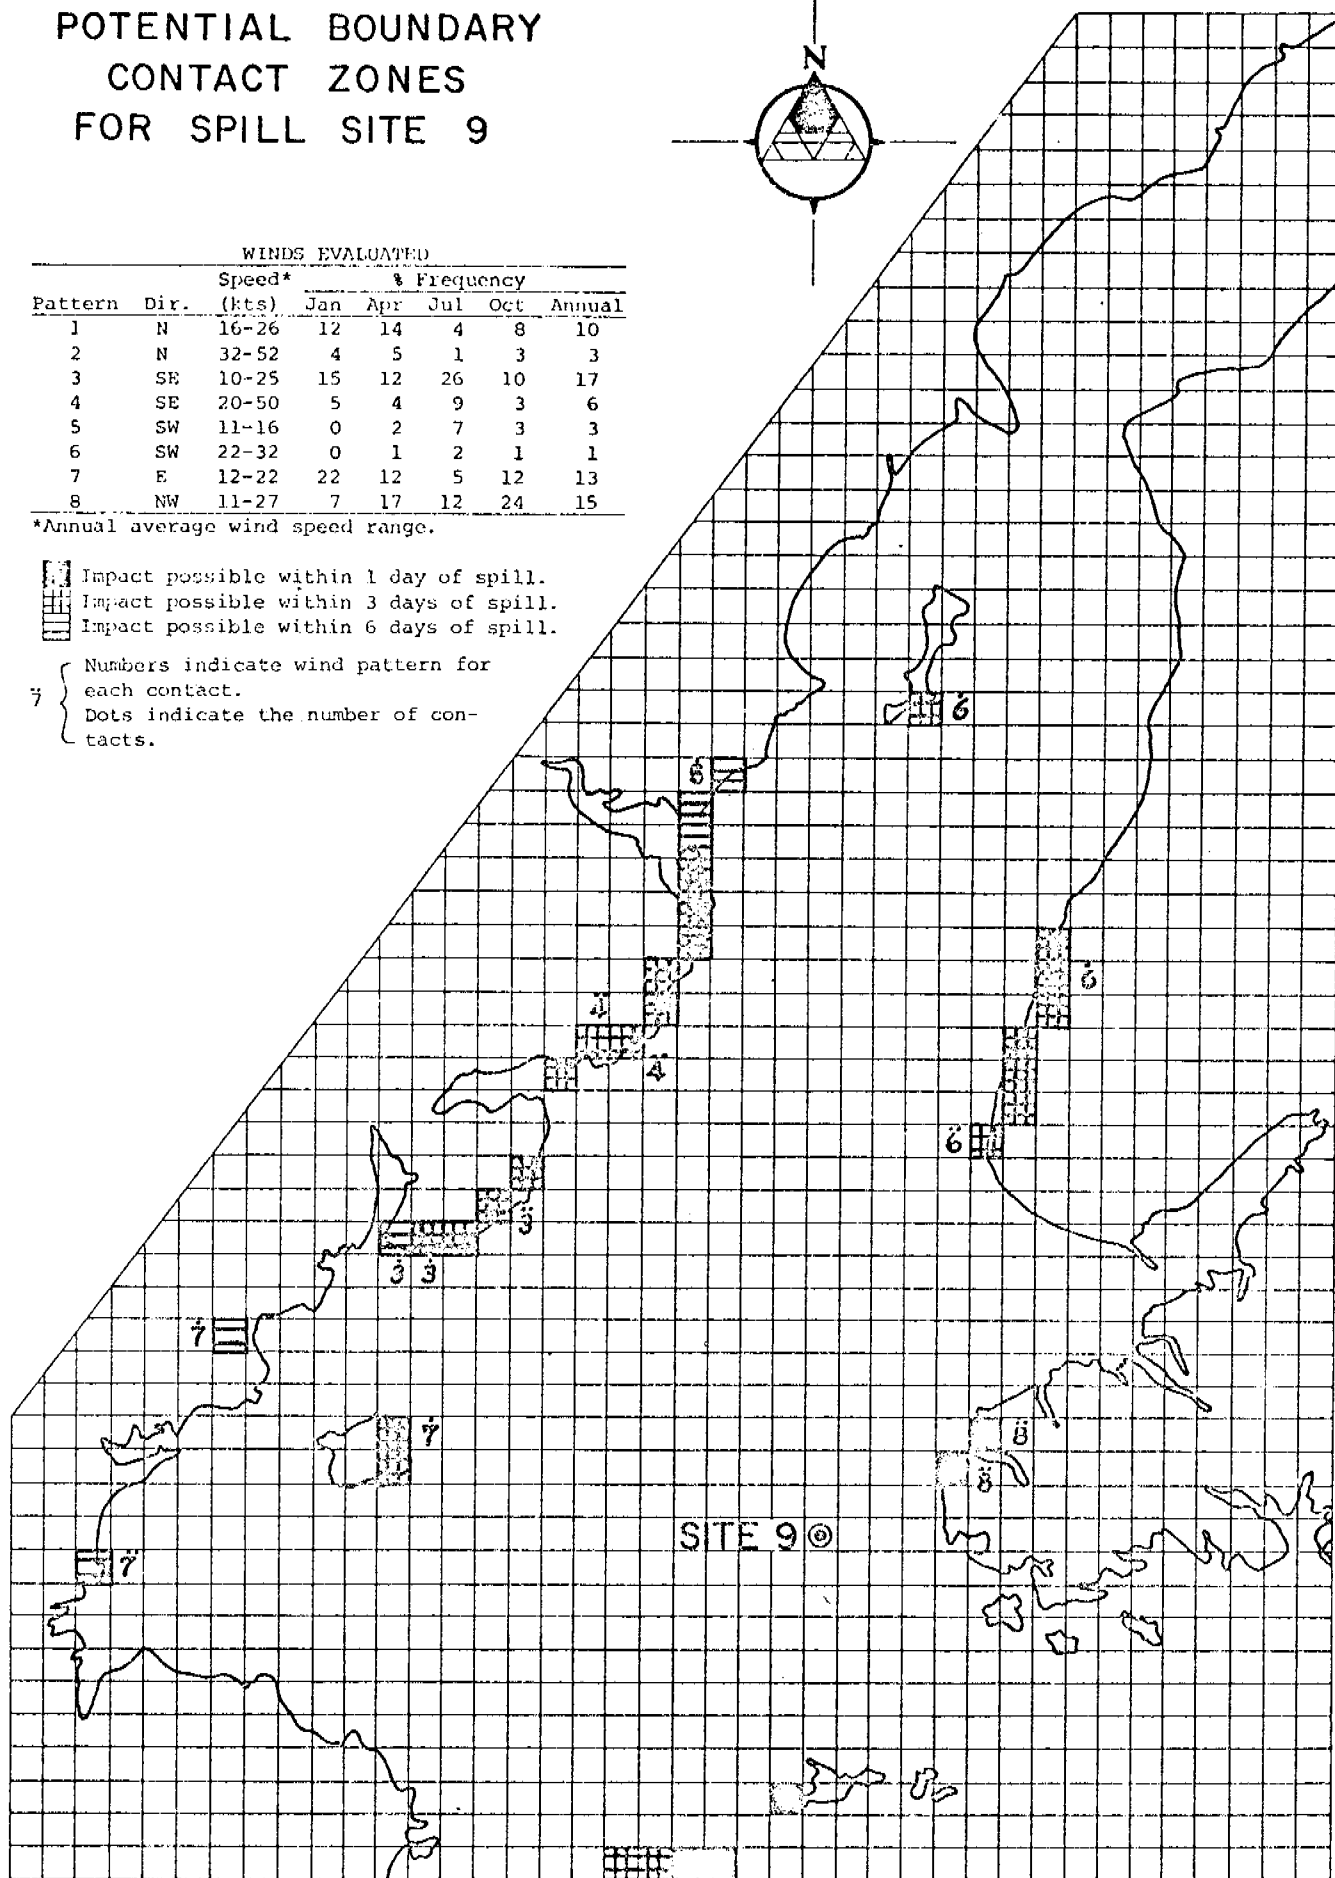 POTENTIAL BOUNDARY
CONTACT ZONES
FOR SPILL SITE 9
N
WINDS EVALUATED
Speed* % Frequency
Pattern Dir. (kts) Jan Apr Jul Oct Annual
1 N 16-26 12 14 4 8 10
2 N 32-52 4 5 1 3 3
3 SE 10-25 15 12 26 10 17
4 SE 20-50 5 4 9 3 6
5 SW 11-16 0 2 7 3 3
6 SW 22-32 0 1 2 1 1
7 E 12-22 22 12 5 12 13
8 NW 11-27 7 17 12 24 15
*Annual average wind speed range.
Impact possible within 1 day of spill.
Impact possible within 3 days of spill.
Impact possible within 6 days of spill.
Numbers indicate wind pattern for
7 each contact.
Dots indicate the number of con-
tacts.
6
6
4
4
6
3
3 3
7
7
8
8
SITE 9
7